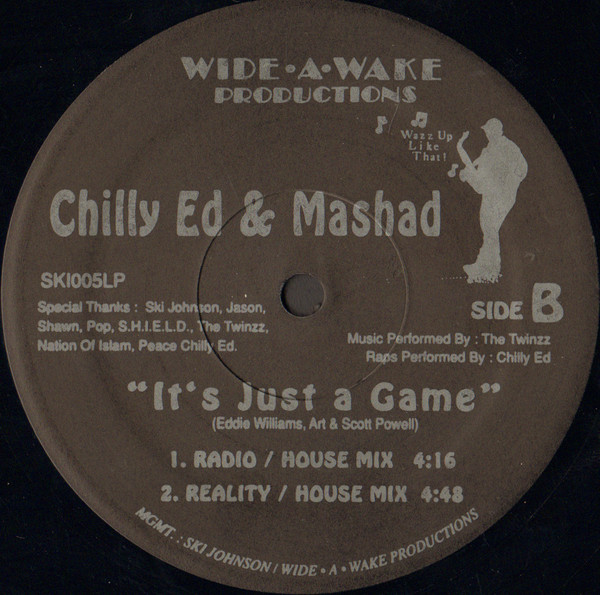 WIDE•A•WAKE
PRODUCTIONS
Wazz Up
Like
That!
Chilly Ed & Mashad
SKI005LP
Special Thanks : Ski Johnson, Jason,
Shawn, Pop, S.H.I.E.L.D., The Twinzz,
Nation Of Islam, Peace Chilly Ed.
SIDE B
Music Performed By : The Twinzz
Raps Performed By : Chilly Ed
"It's Just a Game"
(Eddie Williams, Art & Scott Powell)
1. RADIO / HOUSE MIX 4:16
2. REALITY / HOUSE MIX 4:48
MGMT. : SKI JOHNSON / WIDE • A • WAKE PRODUCTIONS